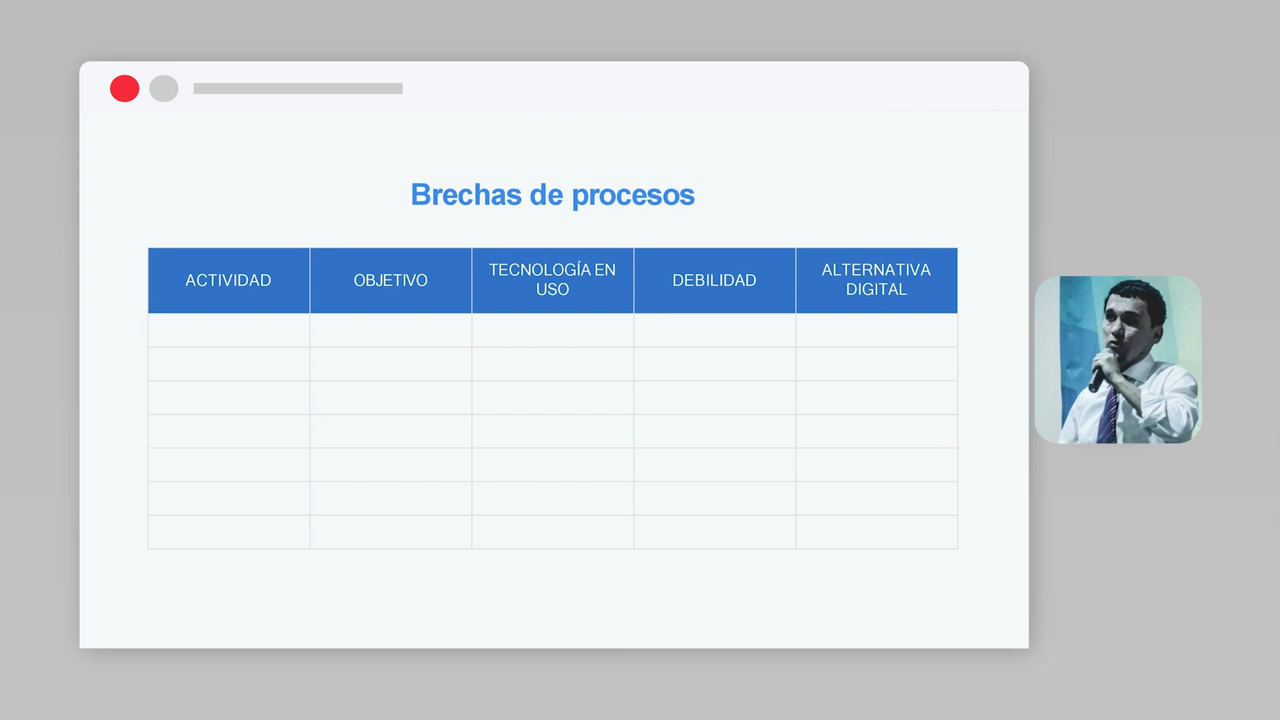 Brechas de procesos
ACTIVIDAD
OBJETIVO
TECNOLOGÍA EN
USO
DEBILIDAD
ALTERNATIVA
DIGITAL